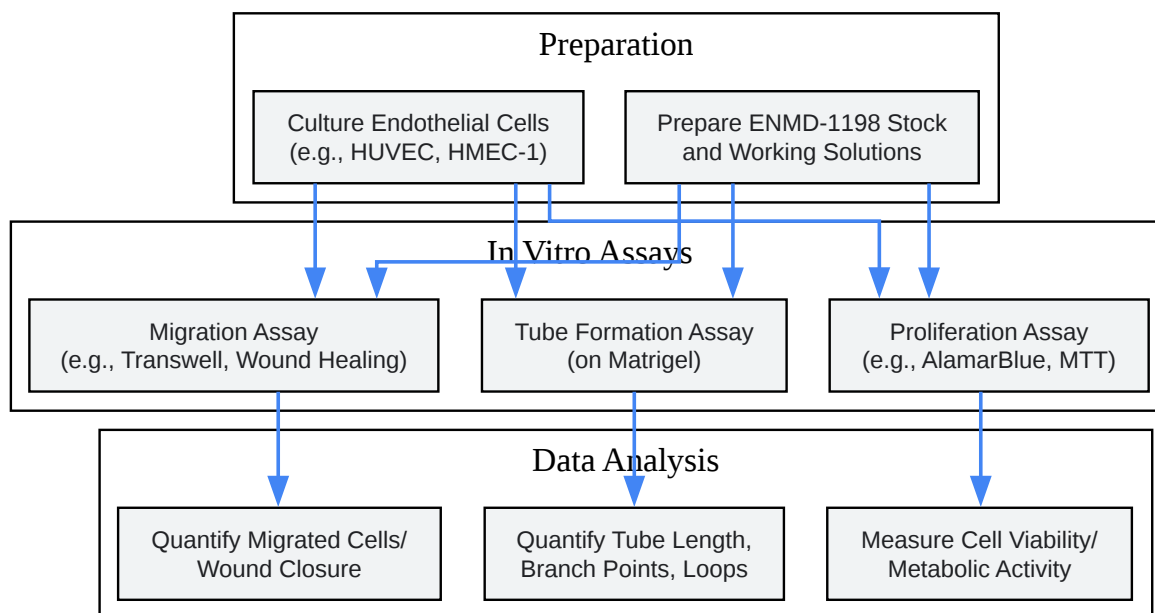 Preparation
Culture Endothelial Cells
(e.g., HUVEC, HMEC-1)
Prepare ENMD-1198 Stock
and Working Solutions
In Vitro Assays
Migration Assay
(e.g., Transwell, Wound Healing)
Tube Formation Assay
(on Matrigel)
Proliferation Assay
(e.g., AlamarBlue, MTT)
Data Analysis
Quantify Migrated Cells/
Wound Closure
Quantify Tube Length,
Branch Points, Loops
Measure Cell Viability/
Metabolic Activity